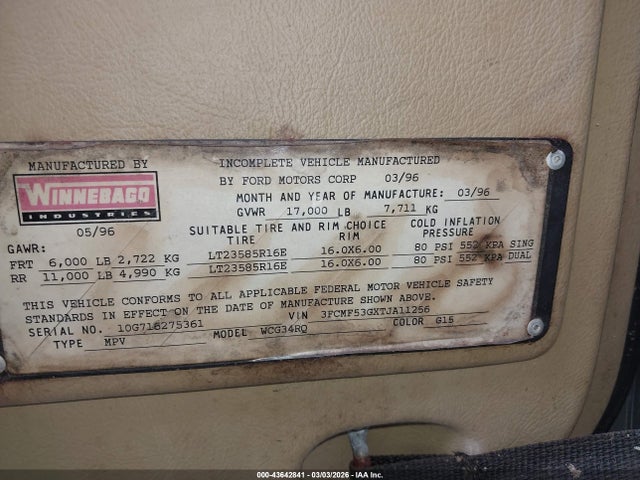 MANUFACTURED BY
WINNEBAGO
INDUSTRIES
05/96
INCOMPLETE VEHICLE MANUFACTURED
BY FORD MOTORS CORP 03/96
MONTH AND YEAR OF MANUFACTURE: 03/96
GVWR 17,000 LB 7,711 KG
SUITABLE TIRE AND RIM CHOICE
TIRE RIM
COLD INFLATION
PRESSURE
GAWR:
FRT 6,000 LB 2,722 KG LT23585R16E 16.0X6.00 80 PSI 552 KPA SING
RR 11,000 LB 4,990 KG LT23585R16E 16.0X6.00 80 PSI 552 KPA DUAL
THIS VEHICLE CONFORMS TO ALL APPLICABLE FEDERAL MOTOR VEHICLE SAFETY
STANDARDS IN EFFECT ON THE DATE OF MANUFACTURE SHOWN ABOVE.
SERIAL NO. 10G716275361 VIN 3FCMF53GXTJA11256
TYPE MPV MODEL WCG34RQ COLOR G15
000-43642841 - 03/03/2026 - IAA Inc.